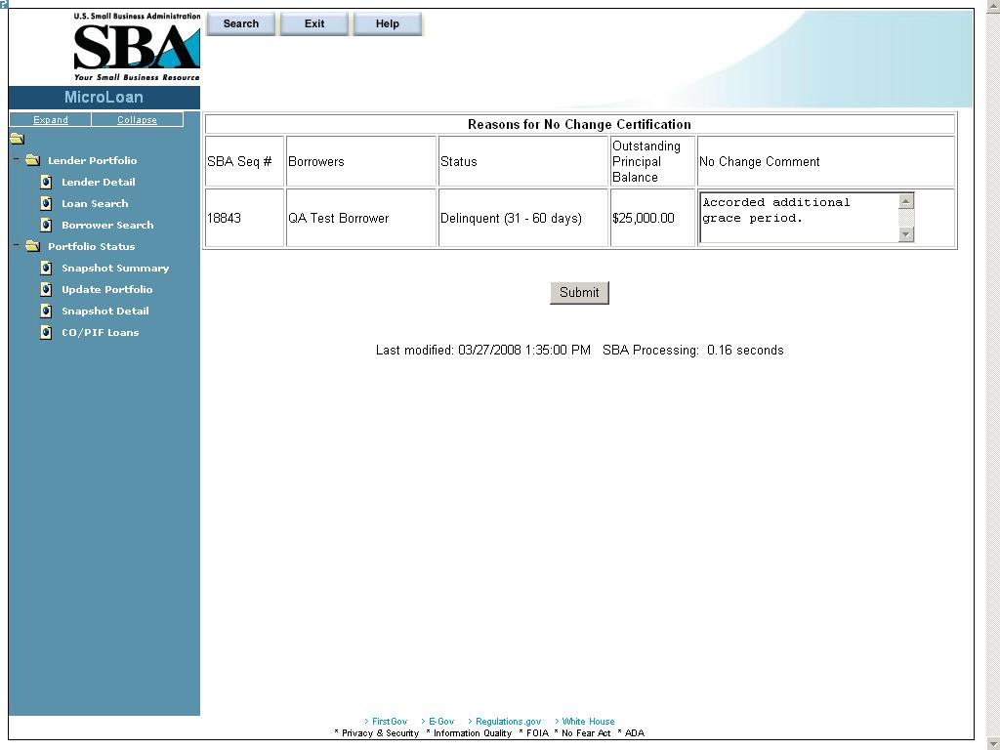 U.S. Small Business Administration
SBA
Your Small Business Resource
Search Exit Help
MicroLoan
Expand Collapse
Lender Portfolio
Lender Detail
Loan Search
Borrower Search
Portfolio Status
Snapshot Summary
Update Portfolio
Snapshot Detail
CO/PIF Loans
Reasons for No Change Certification
SBA Seq # Borrowers Status Outstanding Principal Balance No Change Comment
18843 QA Test Borrower Delinquent (31 - 60 days) $25,000.00 Accorded additional
grace period.
Submit
Last modified: 03/27/2008 1:35:00 PM SBA Processing: 0.16 seconds
> FirstGov > E-Gov > Regulations.gov > White House
* Privacy & Security * Information Quality * FOIA * No Fear Act * ADA